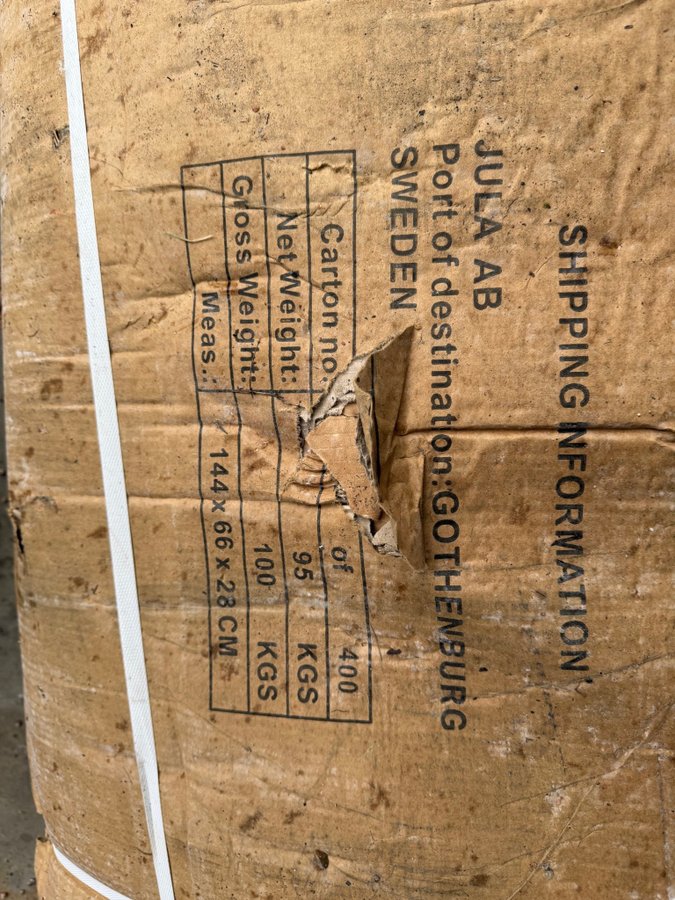 SHIPPING INFORMATION
JULA AB
Port of destination:GOTHENBURG
SWEDEN
Carton no: of 400
Net Weight: 95 KGS
Gross Weight: 100 KGS
Meas.: 144 x 66 x 28 CM